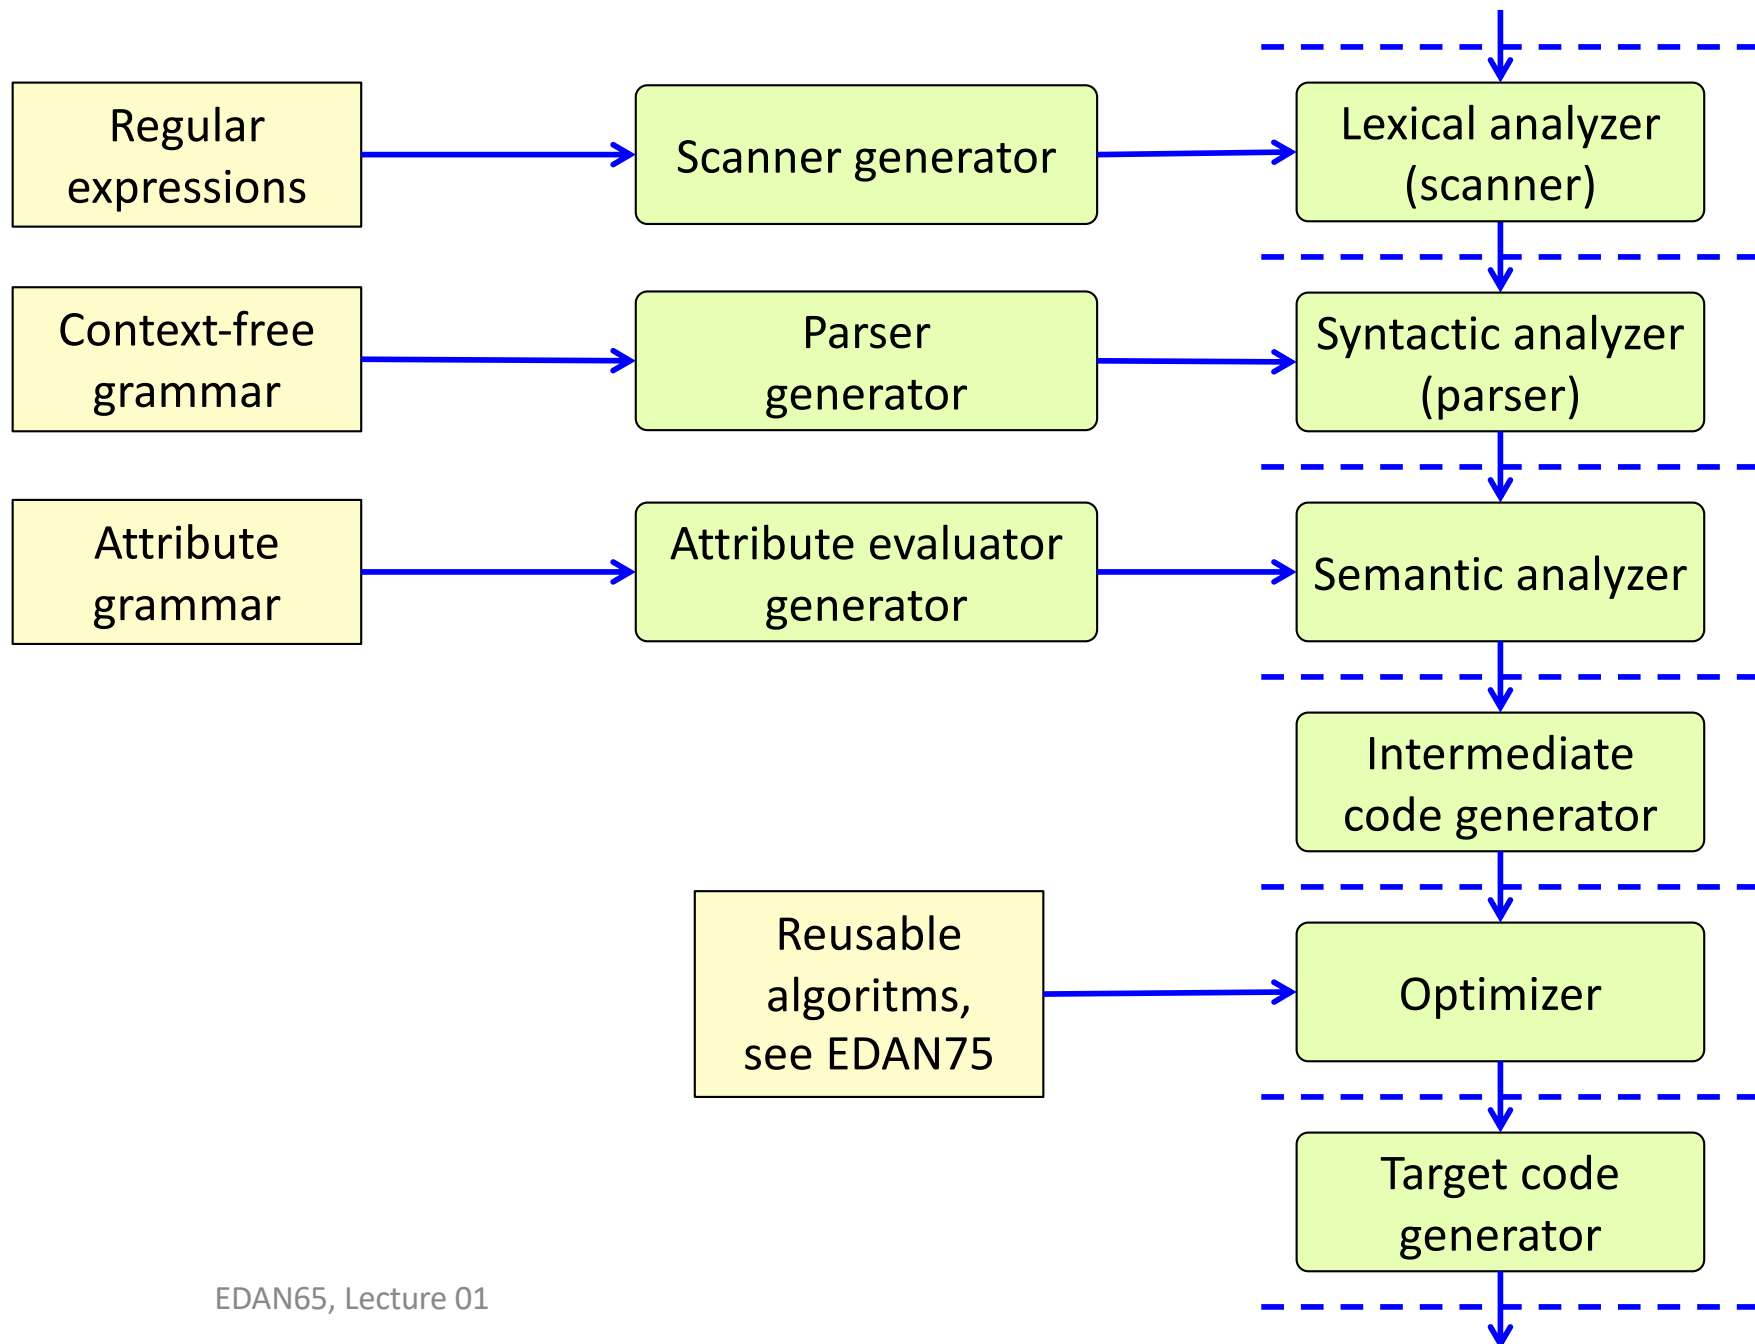 Regular
expressions
Scanner generator
Lexical analyzer
(scanner)
Context-free
grammar
Parser
generator
Syntactic analyzer
(parser)
Attribute
grammar
Attribute evaluator
generator
Semantic analyzer
Intermediate
code generator
Reusable
algoritms,
see EDAN75
Optimizer
Target code
generator
EDAN65, Lecture 01